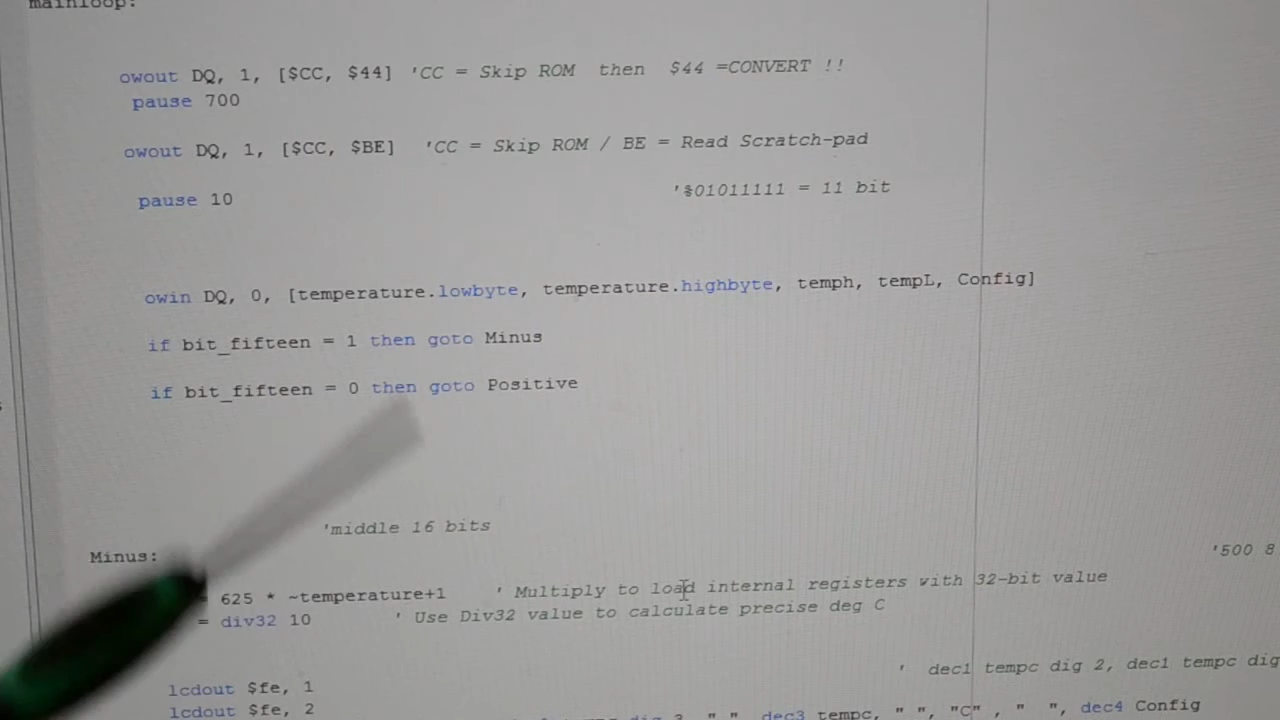 mainloop:
owout DQ, 1, [$CC, $44] 'CC = Skip ROM then $44 =CONVERT !!
pause 700
owout DQ, 1, [$CC, $BE] 'CC = Skip ROM / BE = Read Scratch-pad
'%01011111 = 11 bit
pause 10
owin DQ, 0, [temperature.lowbyte, temperature.highbyte, temph, tempL, Config]
if bit_fifteen = 1 then goto Minus
if bit_fifteen = 0 then goto Positive
'middle 16 bits
Minus:
'500 8
= 625 * ~temperature+1 ' Multiply to load internal registers with 32-bit value
= div32 10 ' Use Div32 value to calculate precise deg C
' dec1 tempc dig 2, dec1 tempc dig
lcdout $fe, 1
lcdout $fe, 2
dig 3, " ", dec3 tempc, " ", "C" , " ", dec4 Config